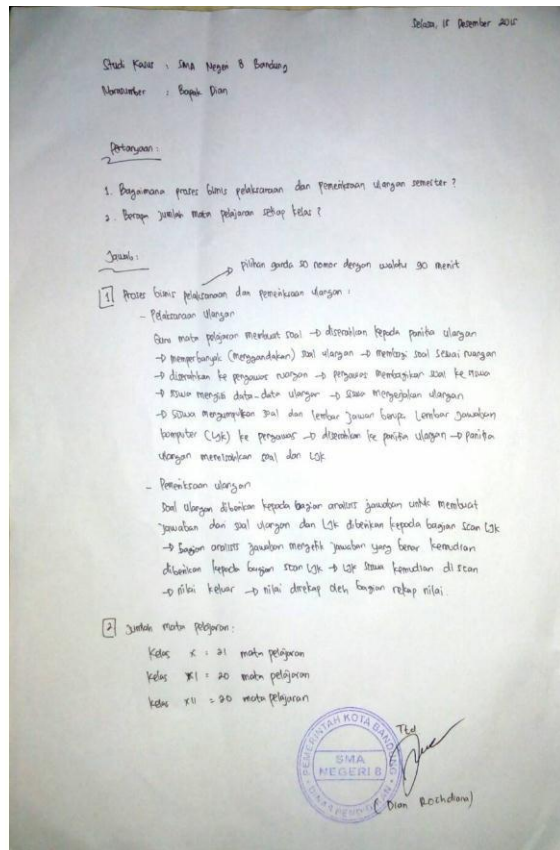 Selasa, 15 Desember 2015
Studi Kasus : SMA Negeri 8 Bandung
Narasumber : Bapak Dian
Pertanyaan :
1. Bagaimana proses bisnis pelaksanaan dan pemeriksaan ulangan semester ?
2. Berapa jumlah mata pelajaran setiap kelas ?
Jawab :
pilihan ganda 50 nomor dengan waktu 90 menit
1 Proses bisnis pelaksanaan dan pemeriksaan ulangan :
- Pelaksanaan Ulangan
Guru mata pelajaran membuat soal → diserahkan kepada panitia ulangan
→ memperbanyak (menggandakan) soal ulangan → membagi soal sesuai ruangan
→ diserahkan ke pengawas ruangan → pengawas membagikan soal ke siswa
→ siswa mengisi data-data ulangan → siswa mengerjakan ulangan
→ siswa mengumpulkan soal dan lembar jawab berupa Lembar Jawaban
komputer (LJK) ke pengawas → diserahkan ke panitia ulangan → panitia
ulangan memisahkan soal dan LJK
- Pemeriksaan ulangan
Soal ulangan diberikan kepada bagian analisis jawaban untuk membuat
jawaban dari soal ulangan dan LJK diberikan kepada bagian scan LJK
→ bagian analisis jawaban mengetik jawaban yang benar kemudian
diberikan kepada bagian scan LJK → LJK siswa kemudian di scan
→ nilai keluar → nilai direkap oleh bagian rekap nilai.
2 Jumlah mata pelajaran :
Kelas X : 21 mata pelajaran
Kelas XI : 20 mata pelajaran
Kelas XII = 20 mata pelajaran
Ttd
PEMERINTAH KOTA BANDUNG
SMA
NEGERI 8
DINAS PENDIDIKAN
(Dian Rochdiani)